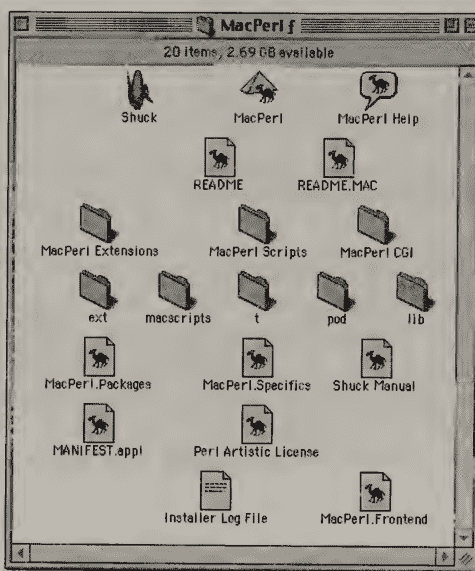 MacPerl ƒ
20 items, 2.69 GB available
Shuck MacPerl MacPerl Help
README README.MAC
MacPerl Extensions MacPerl Scripts MacPerl CGI
ext macscripts t pod lib
MacPerl.Packages MacPerl.Specifics Shuck Manual
MANIFEST.appl Perl Artistic License
Installer Log File MacPerl.Frontend